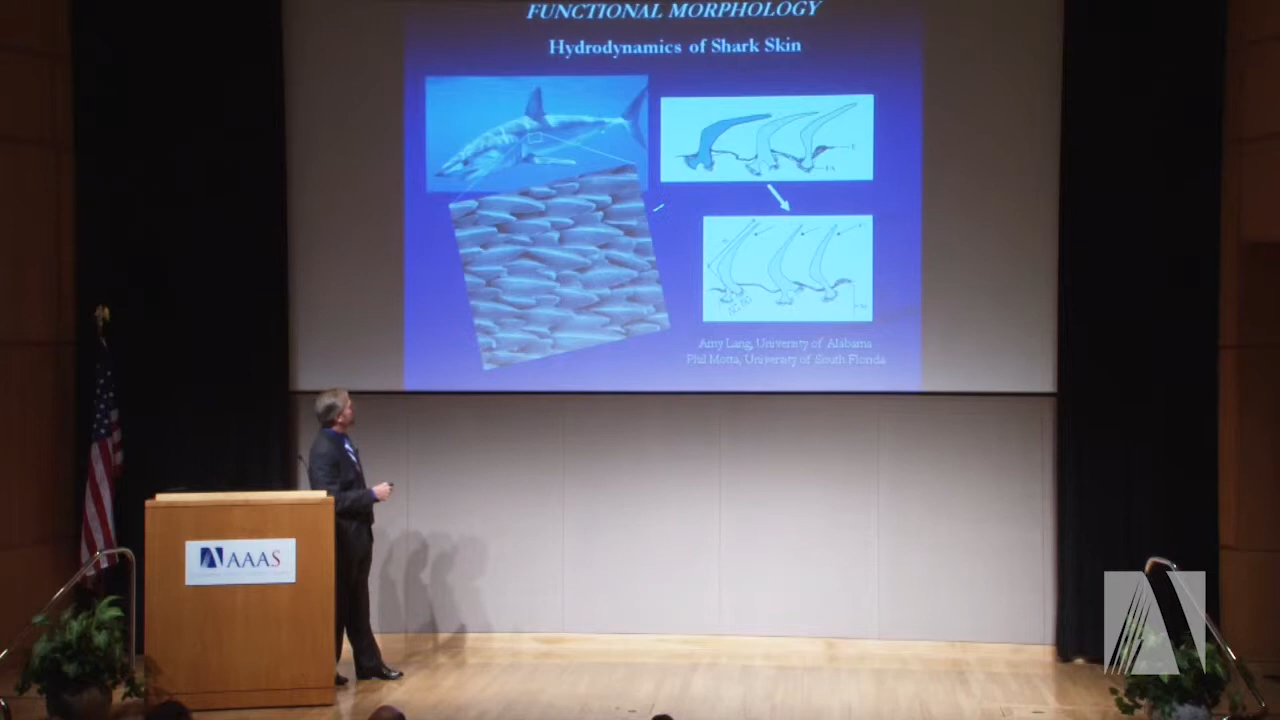 FUNCTIONAL MORPHOLOGY
Hydrodynamics of Shark Skin
Amy Lang, University of Alabama
Phil Motta, University of South Florida
AAAS